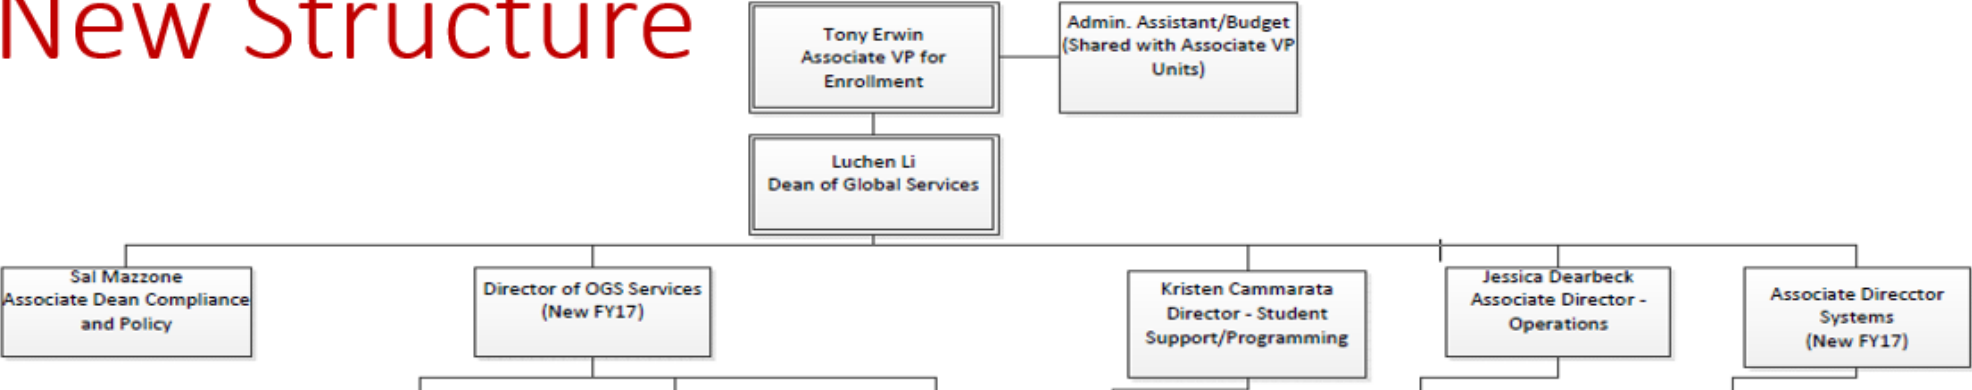 New Structure
Tony Erwin
Associate VP for
Enrollment
Admin. Assistant/Budget
(Shared with Associate VP
Units)
Luchen Li
Dean of Global Services
Sal Mazzone
Associate Dean Compliance
and Policy
Director of OGS Services
(New FY17)
Kristen Cammarata
Director - Student
Support/Programming
Jessica Dearbeck
Associate Director -
Operations
Associate Direcctor
Systems
(New FY17)